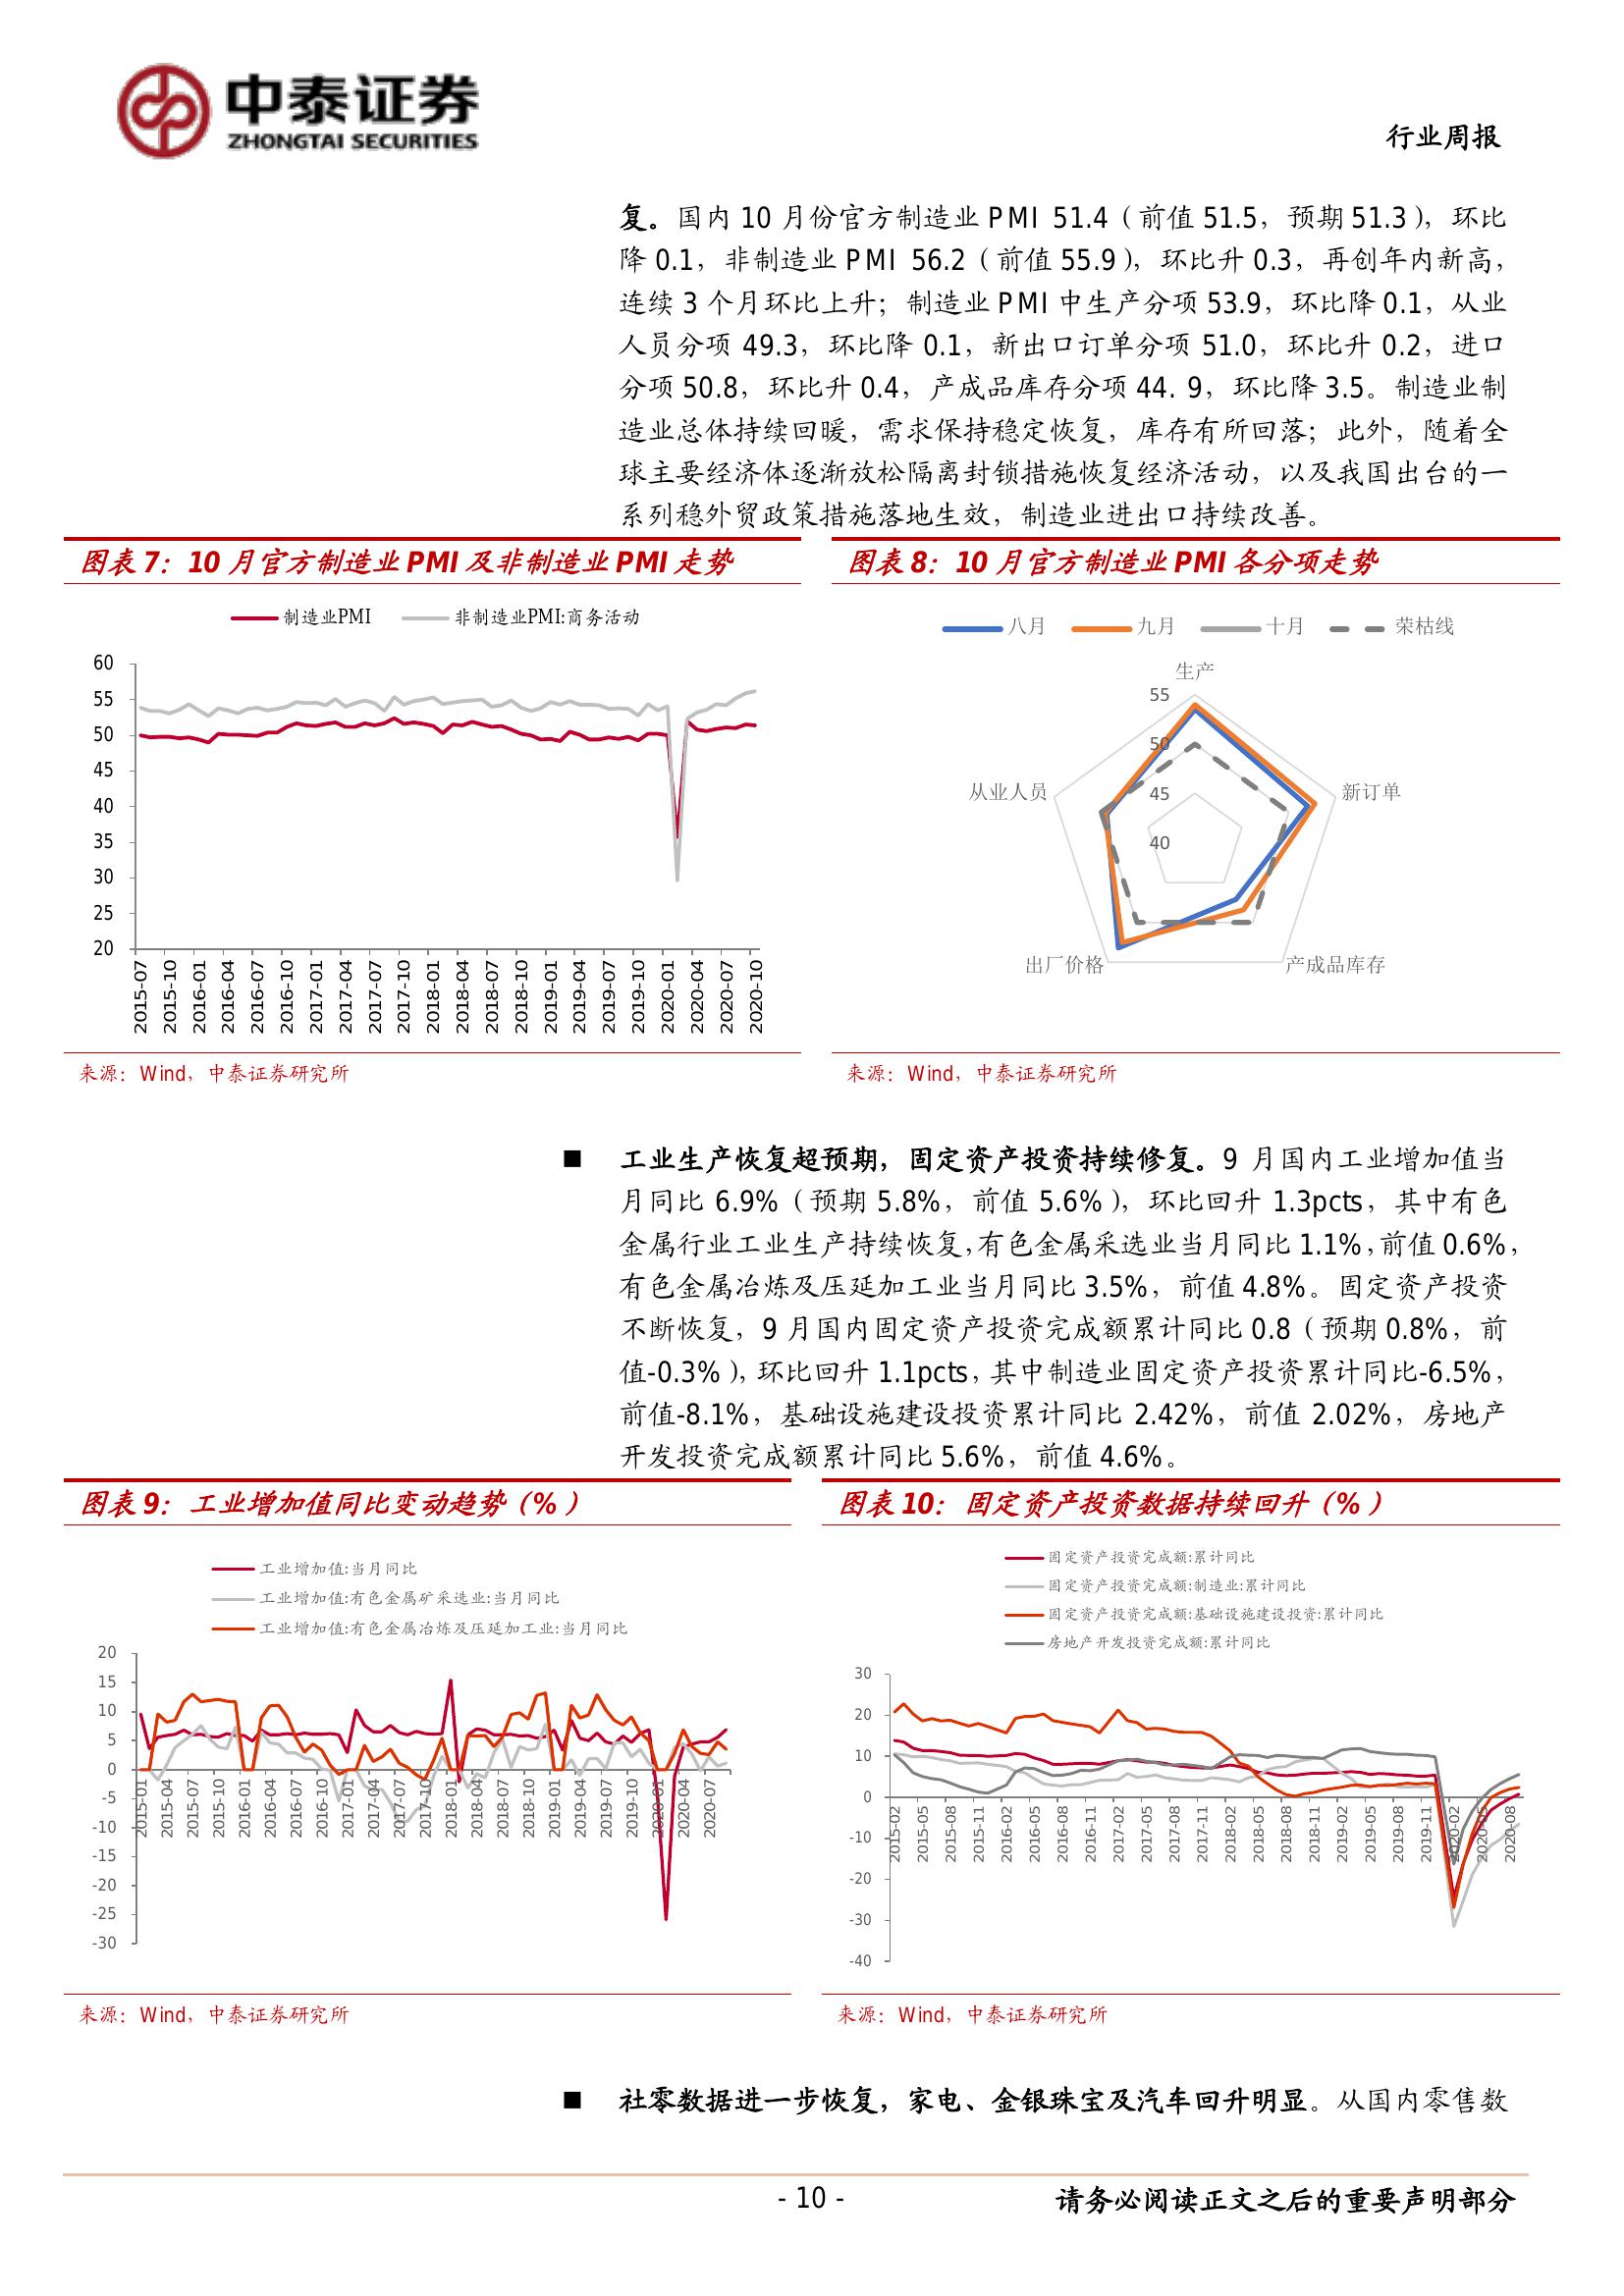 中泰证券
ZHONGTAI SECURITIES
行业周报
复。国内 10 月份官方制造业 PMI 51.4（前值 51.5，预期 51.3），环比
降 0.1，非制造业 PMI 56.2（前值 55.9），环比升 0.3，再创年内新高，
连续 3 个月环比上升；制造业 PMI 中生产分项 53.9，环比降 0.1，从业
人员分项 49.3，环比降 0.1，新出口订单分项 51.0，环比升 0.2，进口
分项 50.8，环比升 0.4，产成品库存分项 44. 9，环比降 3.5。制造业制
造业总体持续回暖，需求保持稳定恢复，库存有所回落；此外，随着全
球主要经济体逐渐放松隔离封锁措施恢复经济活动，以及我国出台的一
系列稳外贸政策措施落地生效，制造业进出口持续改善。
图表 7：10 月官方制造业 PMI 及非制造业 PMI 走势
制造业PMI 非制造业PMI:商务活动
60
55
50
45
40
35
30
25
20
2015-07 2015-10 2016-01 2016-04 2016-07 2016-10 2017-01 2017-04 2017-07 2017-10 2018-01 2018-04 2018-07 2018-10 2019-01 2019-04 2019-07 2019-10 2020-01 2020-04 2020-07 2020-10
来源：Wind，中泰证券研究所
图表 8：10 月官方制造业 PMI 各分项走势
八月 九月 十月 荣枯线
生产
55
50
从业人员 45 新订单
40
出厂价格 产成品库存
来源：Wind，中泰证券研究所
■ 工业生产恢复超预期，固定资产投资持续修复。9 月国内工业增加值当
月同比 6.9%（预期 5.8%，前值 5.6%），环比回升 1.3pcts，其中有色
金属行业工业生产持续恢复，有色金属采选业当月同比 1.1%，前值 0.6%，
有色金属冶炼及压延加工业当月同比 3.5%，前值 4.8%。固定资产投资
不断恢复，9 月国内固定资产投资完成额累计同比 0.8（预期 0.8%，前
值-0.3%），环比回升 1.1pcts，其中制造业固定资产投资累计同比-6.5%，
前值-8.1%，基础设施建设投资累计同比 2.42%，前值 2.02%，房地产
开发投资完成额累计同比 5.6%，前值 4.6%。
图表 9：工业增加值同比变动趋势（%）
工业增加值:当月同比
工业增加值:有色金属矿采选业:当月同比
工业增加值:有色金属冶炼及压延加工业:当月同比
20
15
10
5
0
-5
-10
-15
-20
-25
-30
2015-01 2015-04 2015-07 2015-10 2016-01 2016-04 2016-07 2016-10 2017-01 2017-04 2017-07 2017-10 2018-01 2018-04 2018-07 2018-10 2019-01 2019-04 2019-07 2019-10 2020-01 2020-04 2020-07
来源：Wind，中泰证券研究所
图表 10：固定资产投资数据持续回升（%）
固定资产投资完成额:累计同比
固定资产投资完成额:制造业:累计同比
固定资产投资完成额:基础设施建设投资:累计同比
房地产开发投资完成额:累计同比
30
20
10
0
-10
-20
-30
-40
2015-02 2015-05 2015-08 2015-11 2016-02 2016-05 2016-08 2016-11 2017-02 2017-05 2017-08 2017-11 2018-02 2018-05 2018-08 2018-11 2019-02 2019-05 2019-08 2019-11 2020-02 2020-05 2020-08
来源：Wind，中泰证券研究所
■ 社零数据进一步恢复，家电、金银珠宝及汽车回升明显。从国内零售数
- 10 -
请务必阅读正文之后的重要声明部分